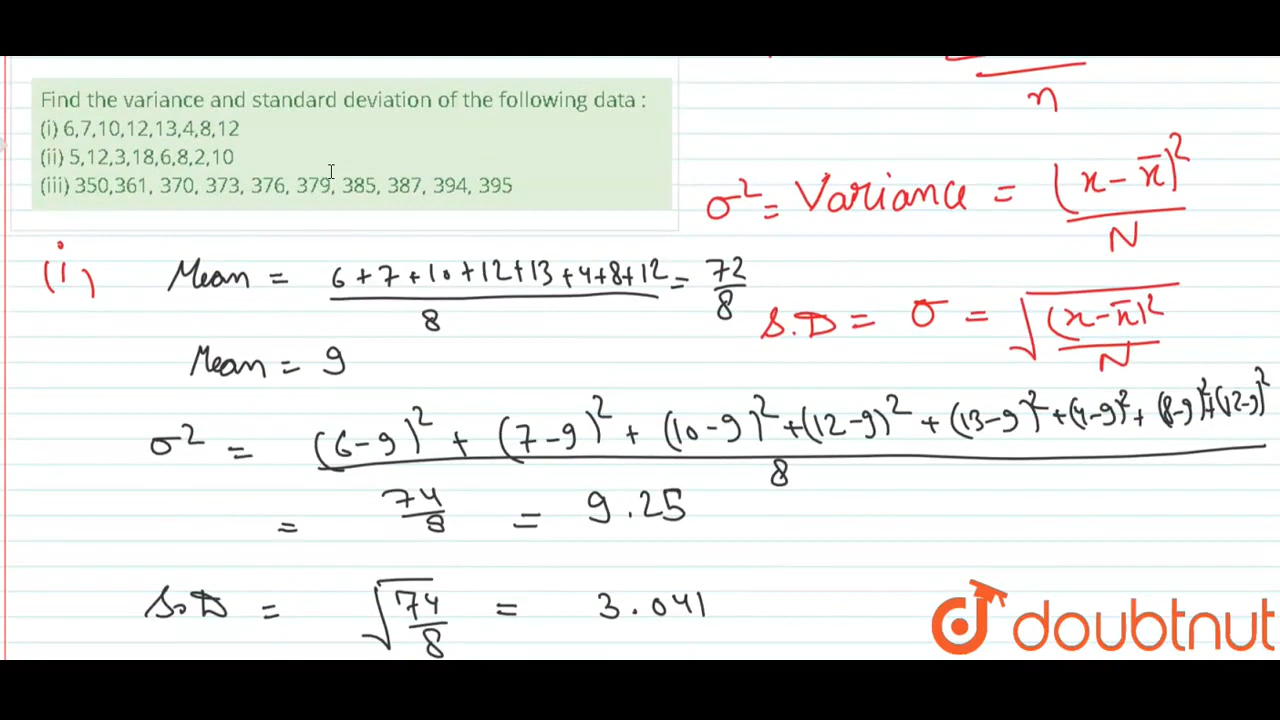 Find the variance and standard deviation of the following data :
(i) 6,7,10,12,13,4,8,12
(ii) 5,12,3,18,6,8,2,10
(iii) 350,361, 370, 373, 376, 379, 385, 387, 394, 395
n
σ² = Variance = (x - x̄)² / N
(i) Mean = 6 + 7 + 10 + 12 + 13 + 4 + 8 + 12 / 8 = 72 / 8
S.D = σ = √(x - x̄)² / N
Mean = 9
σ² = (6-9)² + (7-9)² + (10-9)² + (12-9)² + (13-9)² + (4-9)² + (8-9)² + (12-9)² / 8
= 74 / 8 = 9.25
S.D = √74 / 8 = 3.041
doubtnut